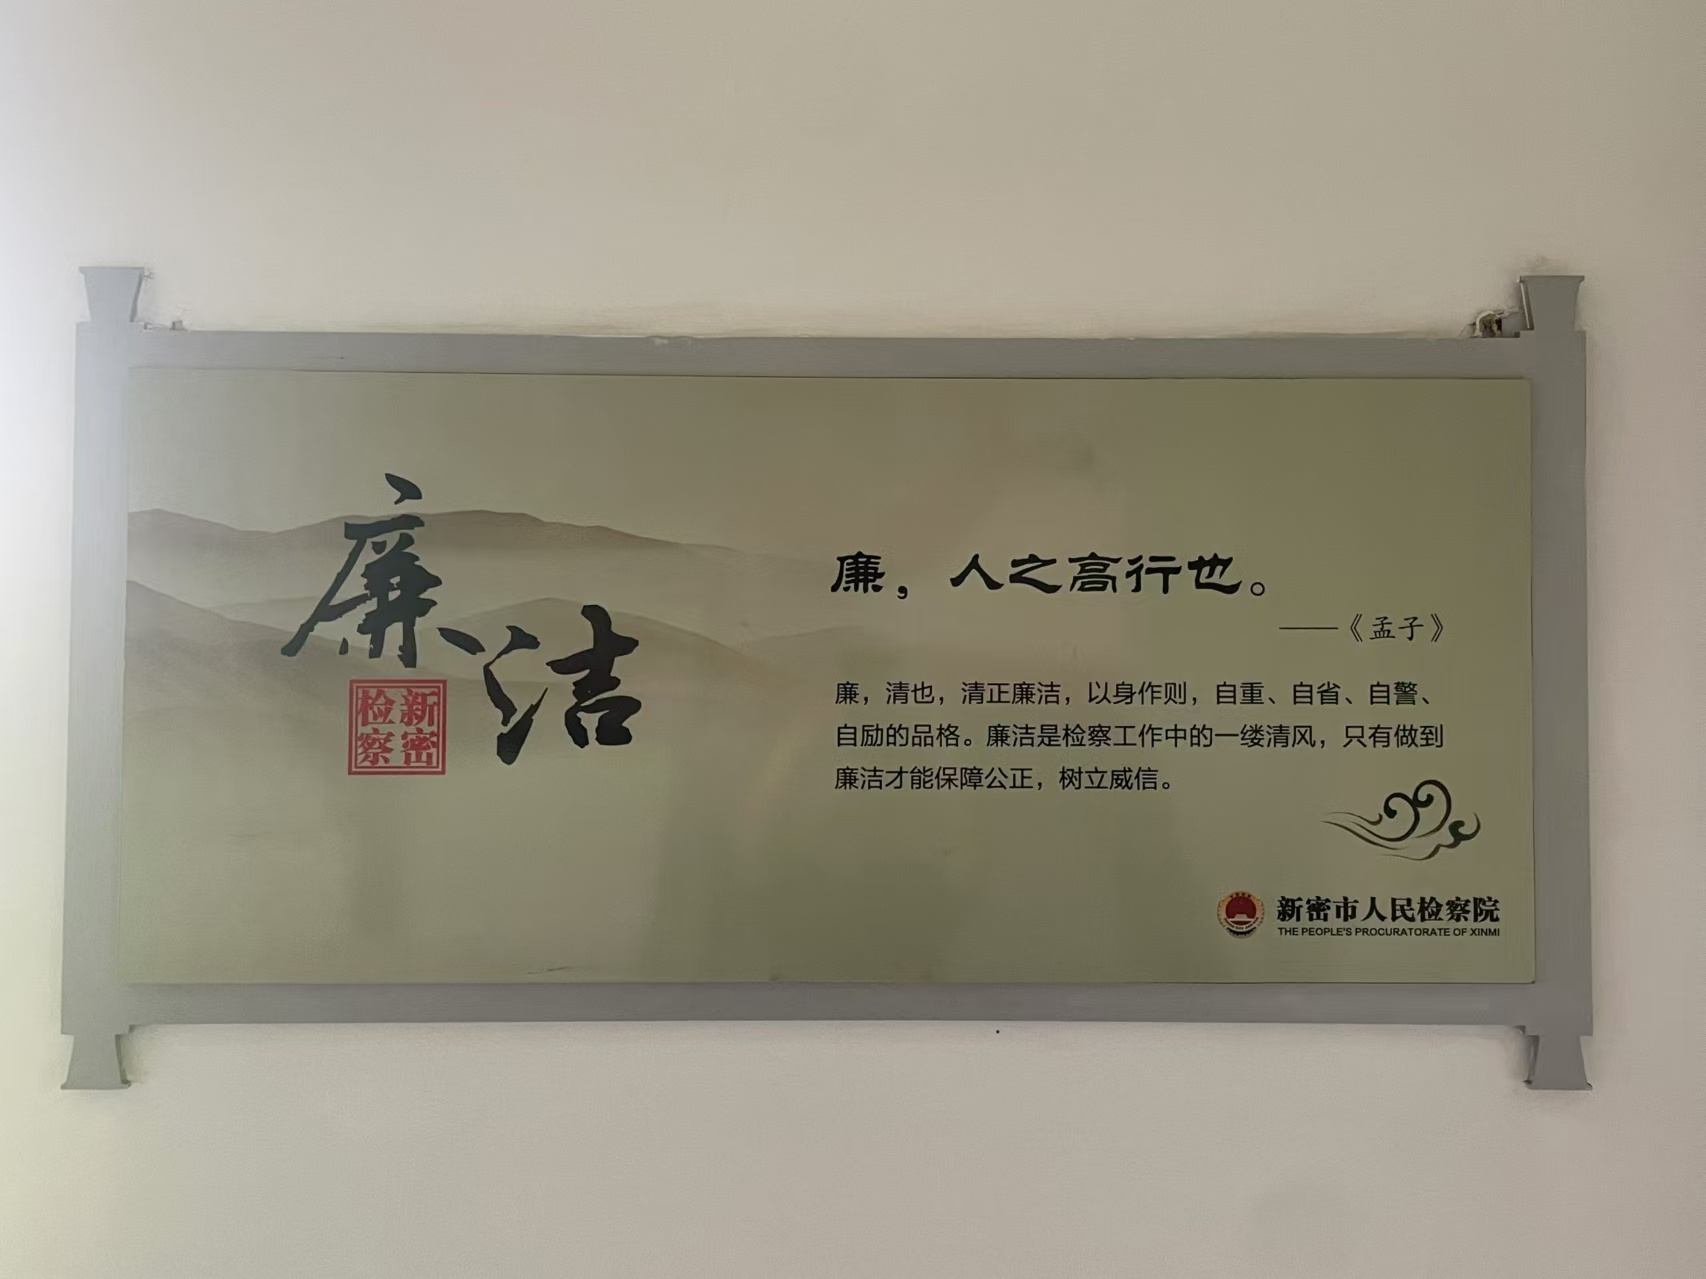 廉洁
新密
检察
廉，人之高行也。
——《孟子》
廉，清也，清正廉洁，以身作则，自重、自省、自警、
自励的品格。廉洁是检察工作中的一缕清风，只有做到
廉洁才能保障公正，树立威信。
新密市人民检察院
THE PEOPLE'S PROCURATORATE OF XINMI